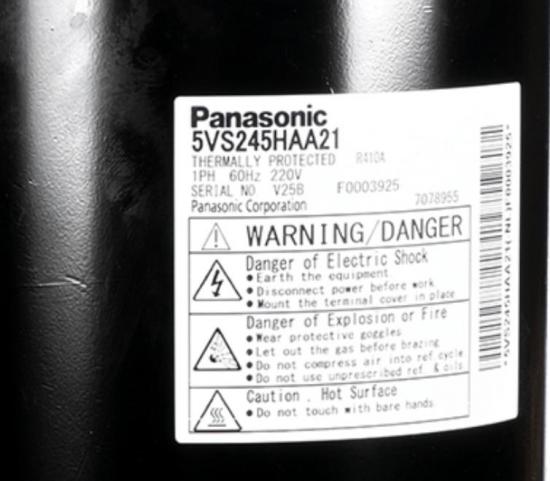 Panasonic
5VS245HAA21
THERMALLY PROTECTED R410A
1PH 60Hz 220V
SERIAL NO V25B F0003925
7078955
Panasonic Corporation
WARNING/DANGER
Danger of Electric Shock
• Earth the equipment
• Disconnect power before work
• Mount the terminal cover in place
Danger of Explosion or Fire
• Wear protective goggles
• Let out the gas before brazing
• Do not compress air into ref cycle
• Do not use unprescribed ref. & oils
Caution . Hot Surface
• Do not touch with bare hands